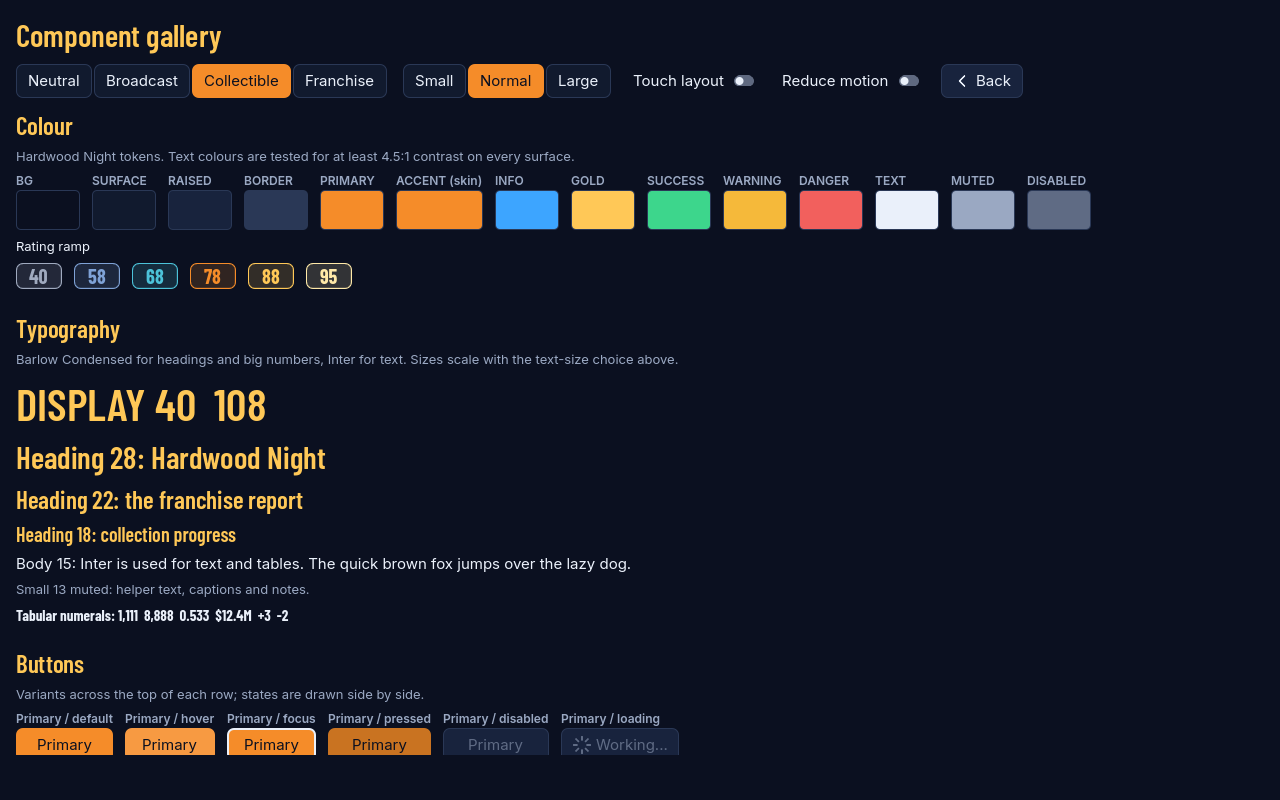 Component gallery
Neutral Broadcast Collectible Franchise Small Normal Large Touch layout Reduce motion Back
Colour
Hardwood Night tokens. Text colours are tested for at least 4.5:1 contrast on every surface.
BG SURFACE RAISED BORDER PRIMARY ACCENT (skin) INFO GOLD SUCCESS WARNING DANGER TEXT MUTED DISABLED
Rating ramp
40 58 68 78 88 95
Typography
Barlow Condensed for headings and big numbers, Inter for text. Sizes scale with the text-size choice above.
DISPLAY 40 108
Heading 28: Hardwood Night
Heading 22: the franchise report
Heading 18: collection progress
Body 15: Inter is used for text and tables. The quick brown fox jumps over the lazy dog.
Small 13 muted: helper text, captions and notes.
Tabular numerals: 1,111 8,888 0.533 $12.4M +3 -2
Buttons
Variants across the top of each row; states are drawn side by side.
Primary / default Primary / hover Primary / focus Primary / pressed Primary / disabled Primary / loading
Primary Primary Primary Primary Primary Working...